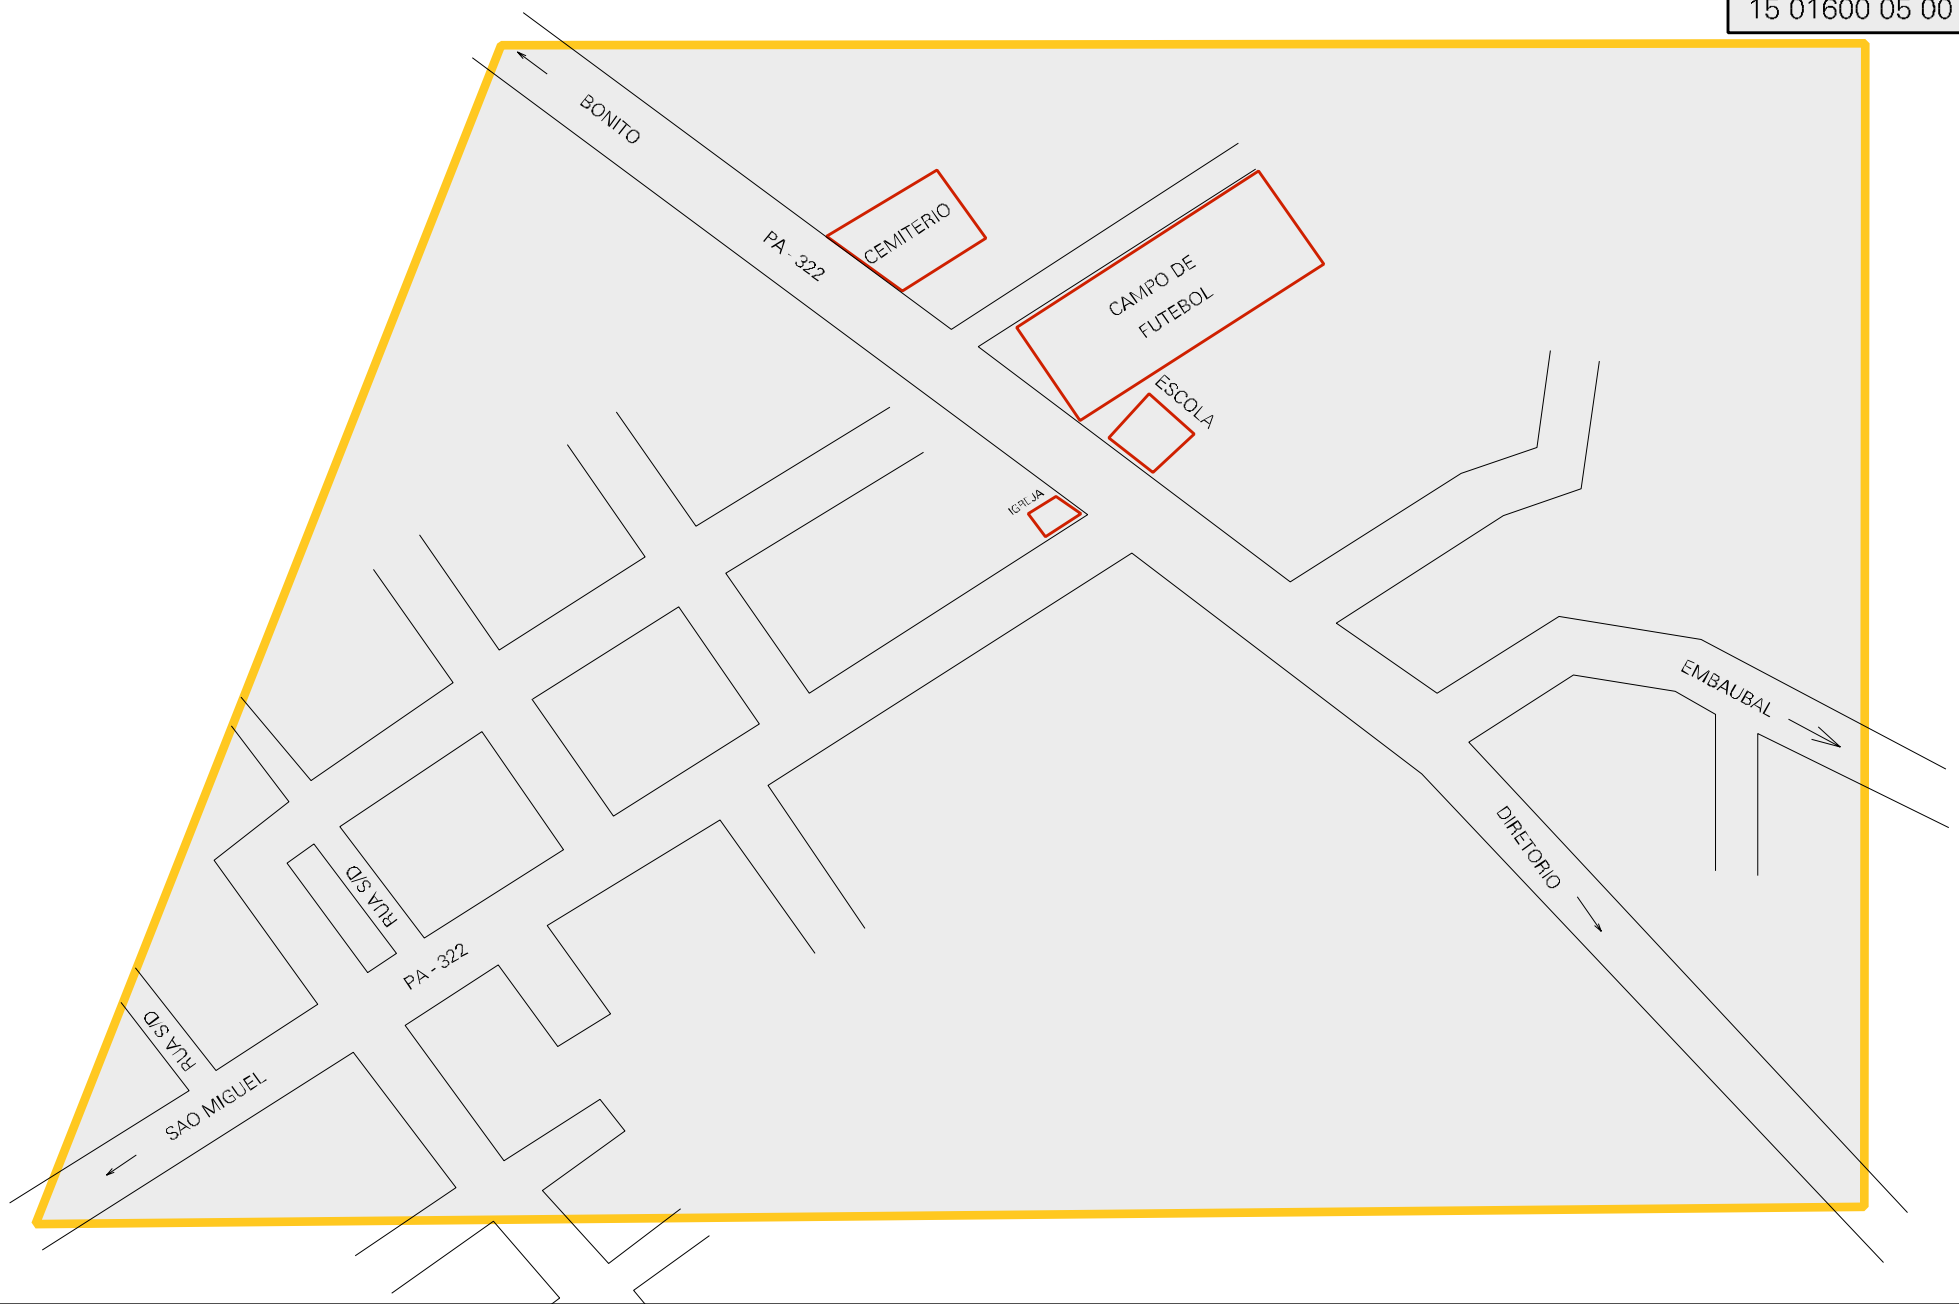 15 01600 05 00
BONITO
PA - 322
CEMITERIO
CAMPO DE
FUTEBOL
ESCOLA
IGREJA
EMBAUBAL
DIRETORIO
RUA S/D
PA - 322
RUA S/D
SAO MIGUEL